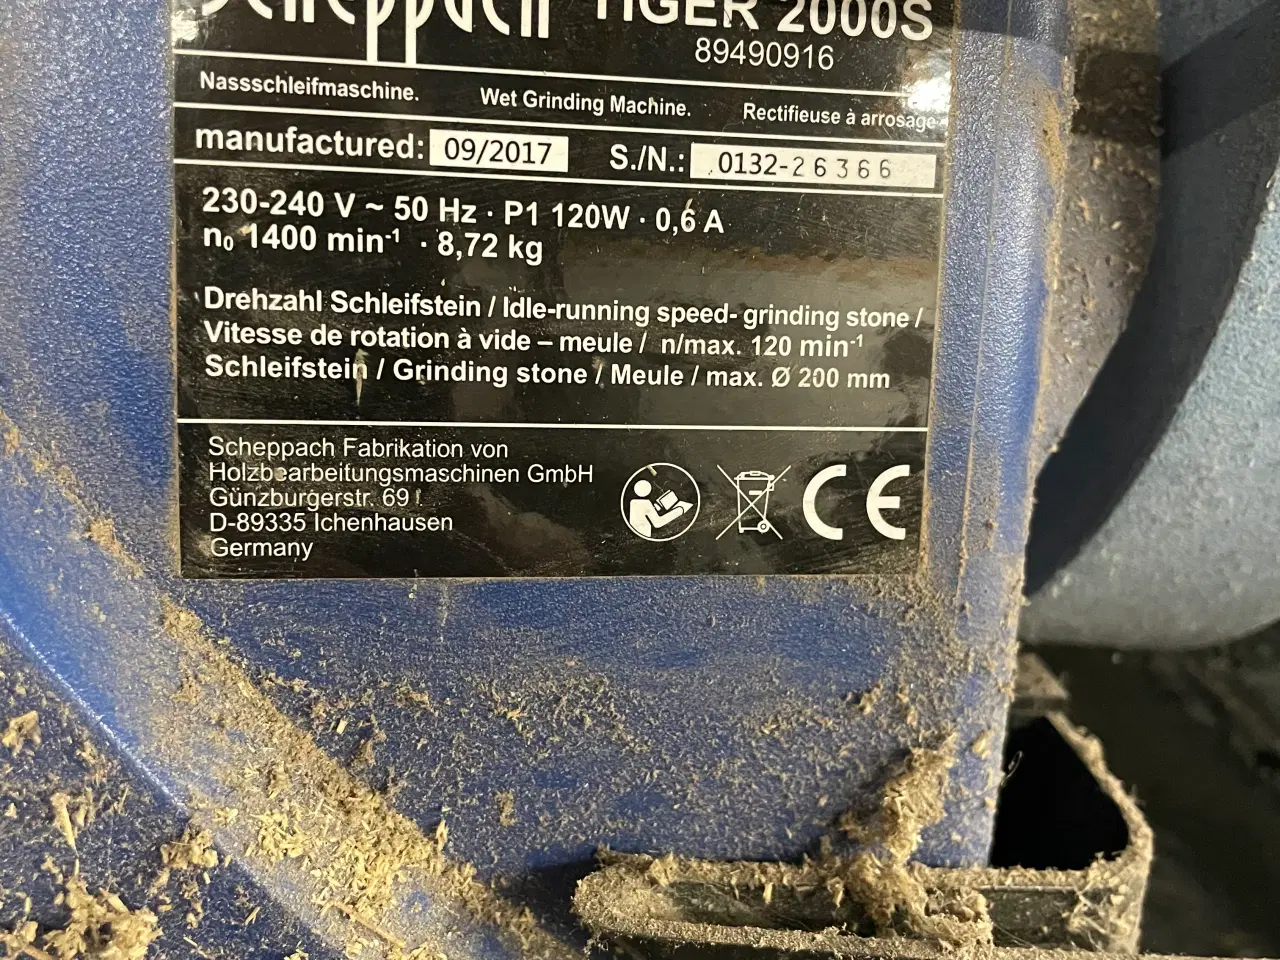 scheppach TIGER 2000S
89490916
Nassschleifmaschine. Wet Grinding Machine. Rectifieuse à arrosage
manufactured: 09/2017 S./N.: 0132-26366
230-240 V ~ 50 Hz · P1 120W · 0,6 A
n₀ 1400 min⁻¹ · 8,72 kg
Drehzahl Schleifstein / Idle-running speed- grinding stone /
Vitesse de rotation à vide – meule / n/max. 120 min⁻¹
Schleifstein / Grinding stone / Meule / max. Ø 200 mm
Scheppach Fabrikation von
Holzbearbeitungsmaschinen GmbH
Günzburgerstr. 69
D-89335 Ichenhausen
Germany
CE